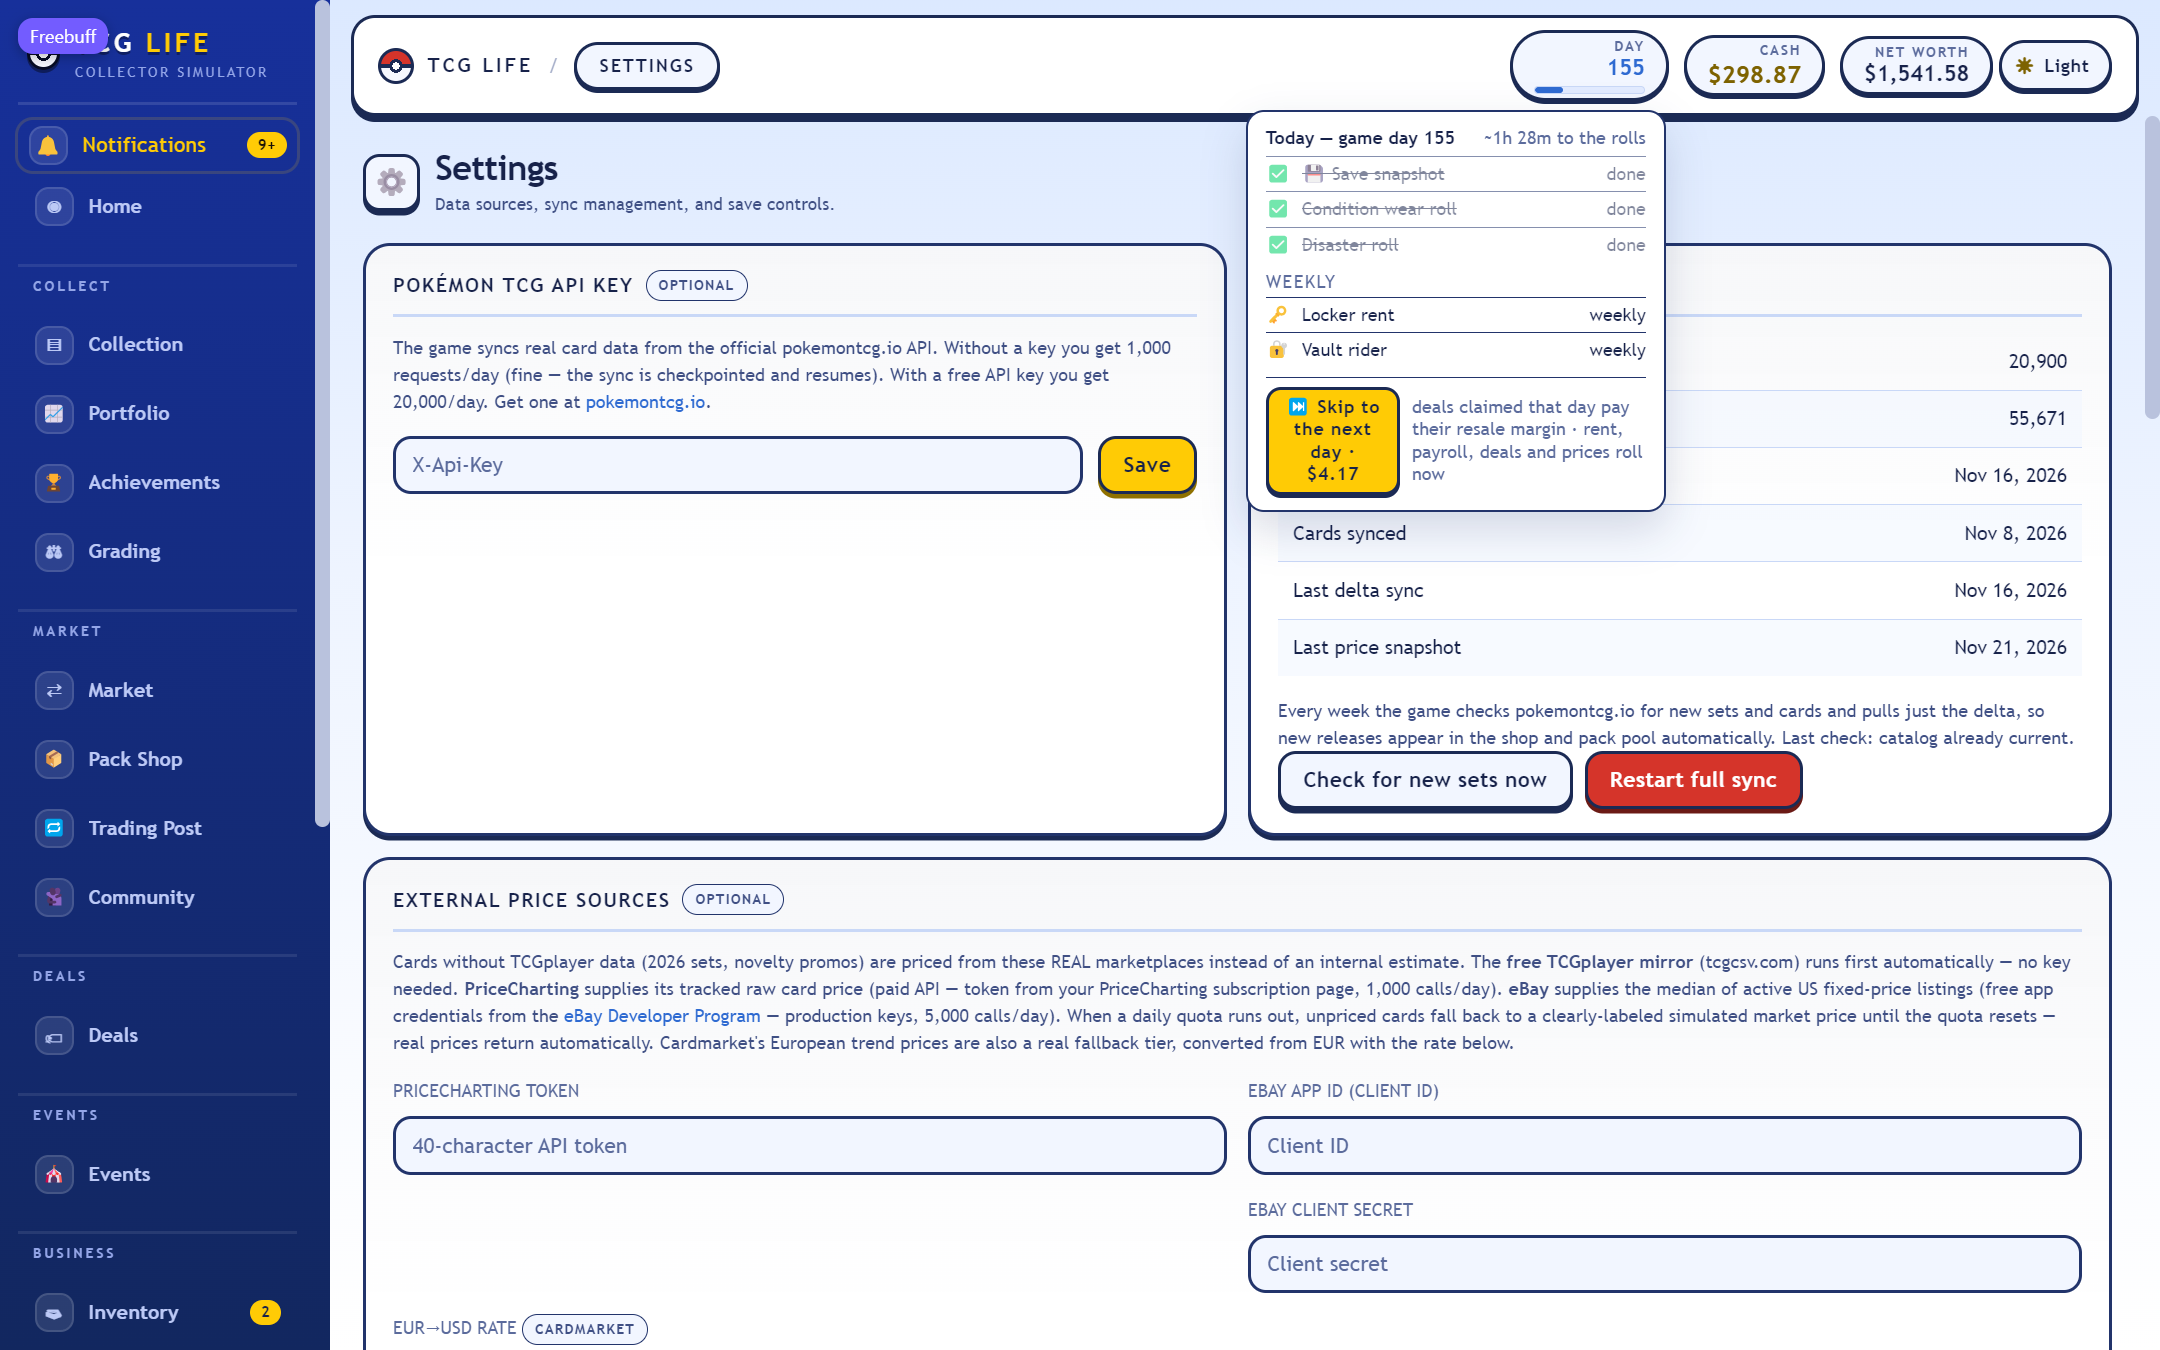 Freebuff
CG LIFE
COLLECTOR SIMULATOR
Notifications 9+
Home
COLLECT
Collection
Portfolio
Achievements
Grading
MARKET
Market
Pack Shop
Trading Post
Community
DEALS
Deals
EVENTS
Events
BUSINESS
Inventory 2
TCG LIFE / SETTINGS
DAY
155
CASH
$298.87
NET WORTH
$1,541.58
Light
Settings
Data sources, sync management, and save controls.
Today — game day 155 ~1h 28m to the rolls
Save snapshot done
Condition wear roll done
Disaster roll done
WEEKLY
Locker rent weekly
Vault rider weekly
Skip to
the next
day ·
$4.17
deals claimed that day pay
their resale margin · rent,
payroll, deals and prices roll
now
POKÉMON TCG API KEY OPTIONAL
The game syncs real card data from the official pokemontcg.io API. Without a key you get 1,000
requests/day (fine — the sync is checkpointed and resumes). With a free API key you get
20,000/day. Get one at pokemontcg.io.
X-Api-Key Save
20,900
55,671
Nov 16, 2026
Cards synced Nov 8, 2026
Last delta sync Nov 16, 2026
Last price snapshot Nov 21, 2026
Every week the game checks pokemontcg.io for new sets and cards and pulls just the delta, so
new releases appear in the shop and pack pool automatically. Last check: catalog already current.
Check for new sets now Restart full sync
EXTERNAL PRICE SOURCES OPTIONAL
Cards without TCGplayer data (2026 sets, novelty promos) are priced from these REAL marketplaces instead of an internal estimate. The free TCGplayer mirror (tcgcsv.com) runs first automatically — no key
needed. PriceCharting supplies its tracked raw card price (paid API — token from your PriceCharting subscription page, 1,000 calls/day). eBay supplies the median of active US fixed-price listings (free app
credentials from the eBay Developer Program — production keys, 5,000 calls/day). When a daily quota runs out, unpriced cards fall back to a clearly-labeled simulated market price until the quota resets —
real prices return automatically. Cardmarket's European trend prices are also a real fallback tier, converted from EUR with the rate below.
PRICECHARTING TOKEN
40-character API token
EBAY APP ID (CLIENT ID)
Client ID
EBAY CLIENT SECRET
Client secret
EUR→USD RATE CARDMARKET